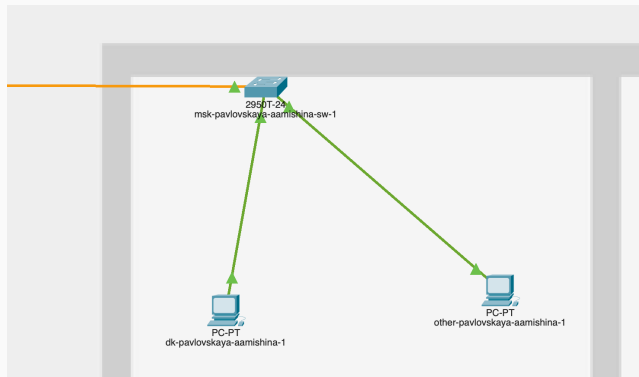 2950T-24
msk-pavlovskaya-aamishina-sw-1
PC-PT
other-pavlovskaya-aamishina-1
PC-PT
dk-pavlovskaya-aamishina-1